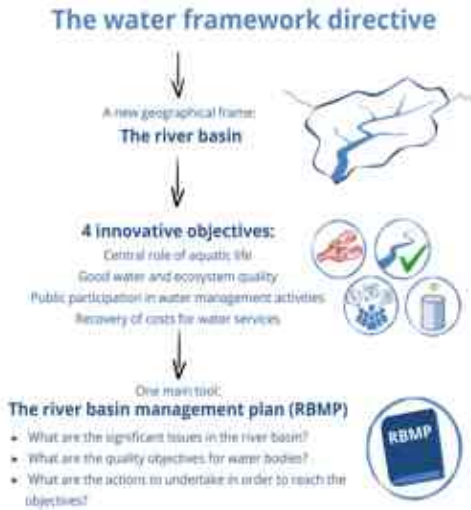 The water framework directive
A new geographical frame:
The river basin
4 innovative objectives:
Central role of aquatic life
Good water and ecosystem quality
Public participation in water management activities
Recovery of costs for water services
One main tool:
The river basin management plan (RBMP)
• What are the significant issues in the river basin?
• What are the quality objectives for water bodies?
• What are the actions to undertake in order to reach the
objectives?
RBMP